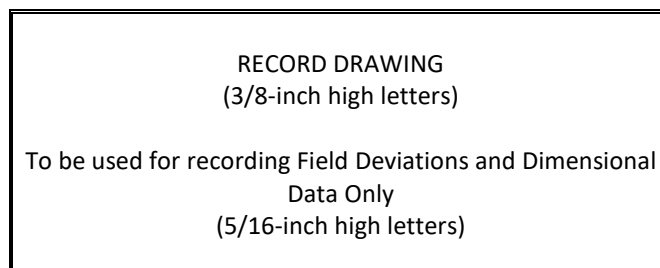 RECORD DRAWING
(3/8-inch high letters)
To be used for recording Field Deviations and Dimensional
Data Only
(5/16-inch high letters)